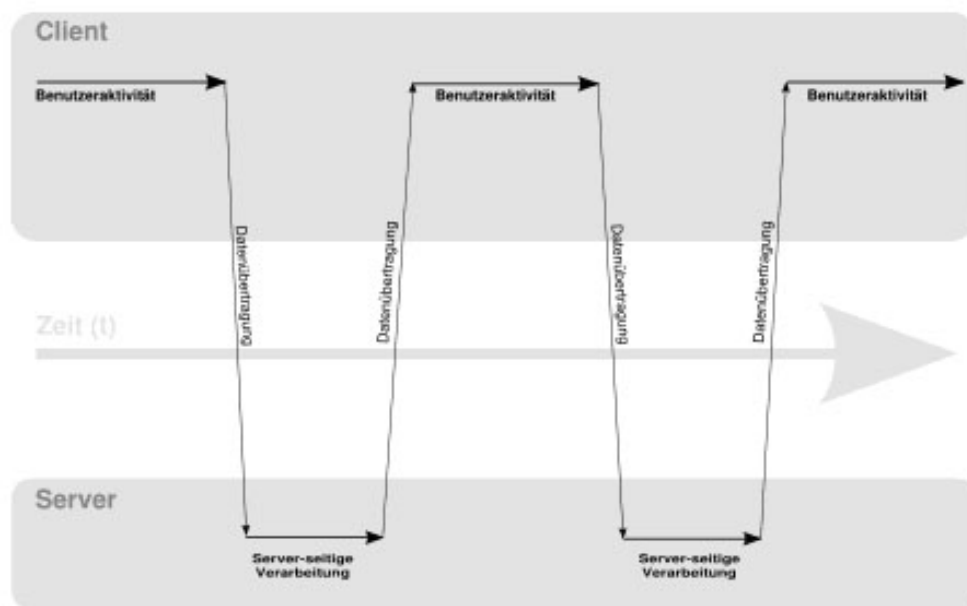 Client
Benutzeraktivität
Benutzeraktivität
Benutzeraktivität
Datenübertragung
Datenübertragung
Datenübertragung
Datenübertragung
Zeit (t)
Server
Server-seitige
Verarbeitung
Server-seitige
Verarbeitung